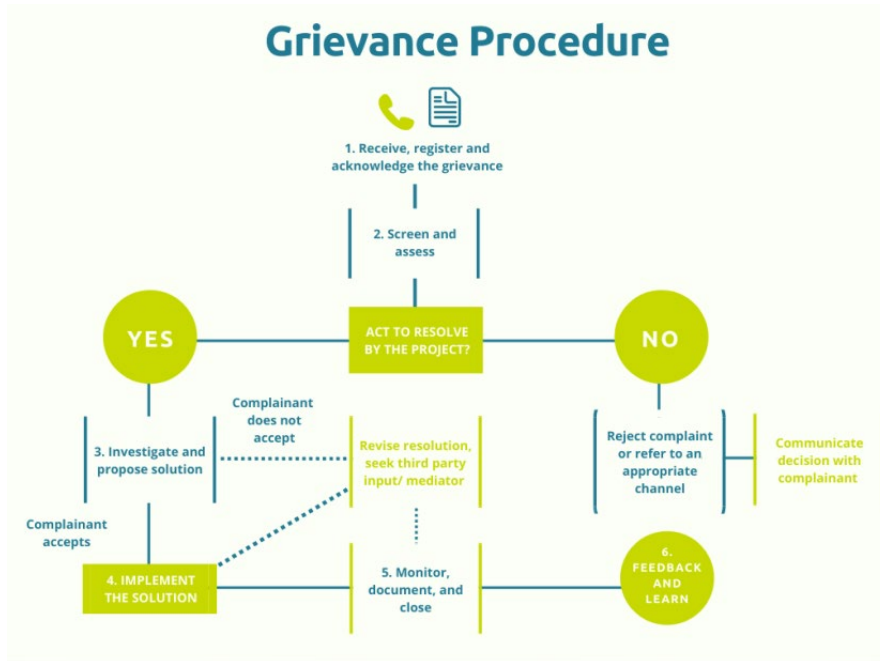 Grievance Procedure
1. Receive, register and
acknowledge the grievance
2. Screen and
assess
YES
ACT TO RESOLVE
BY THE PROJECT?
NO
Complainant
does not
accept
3. Investigate and
propose solution
Revise resolution,
seek third party
input/ mediator
Reject complaint
or refer to an
appropriate
channel
Communicate
decision with
complainant
Complainant
accepts
4. IMPLEMENT
THE SOLUTION
5. Monitor,
document, and
close
6.
FEEDBACK
AND
LEARN